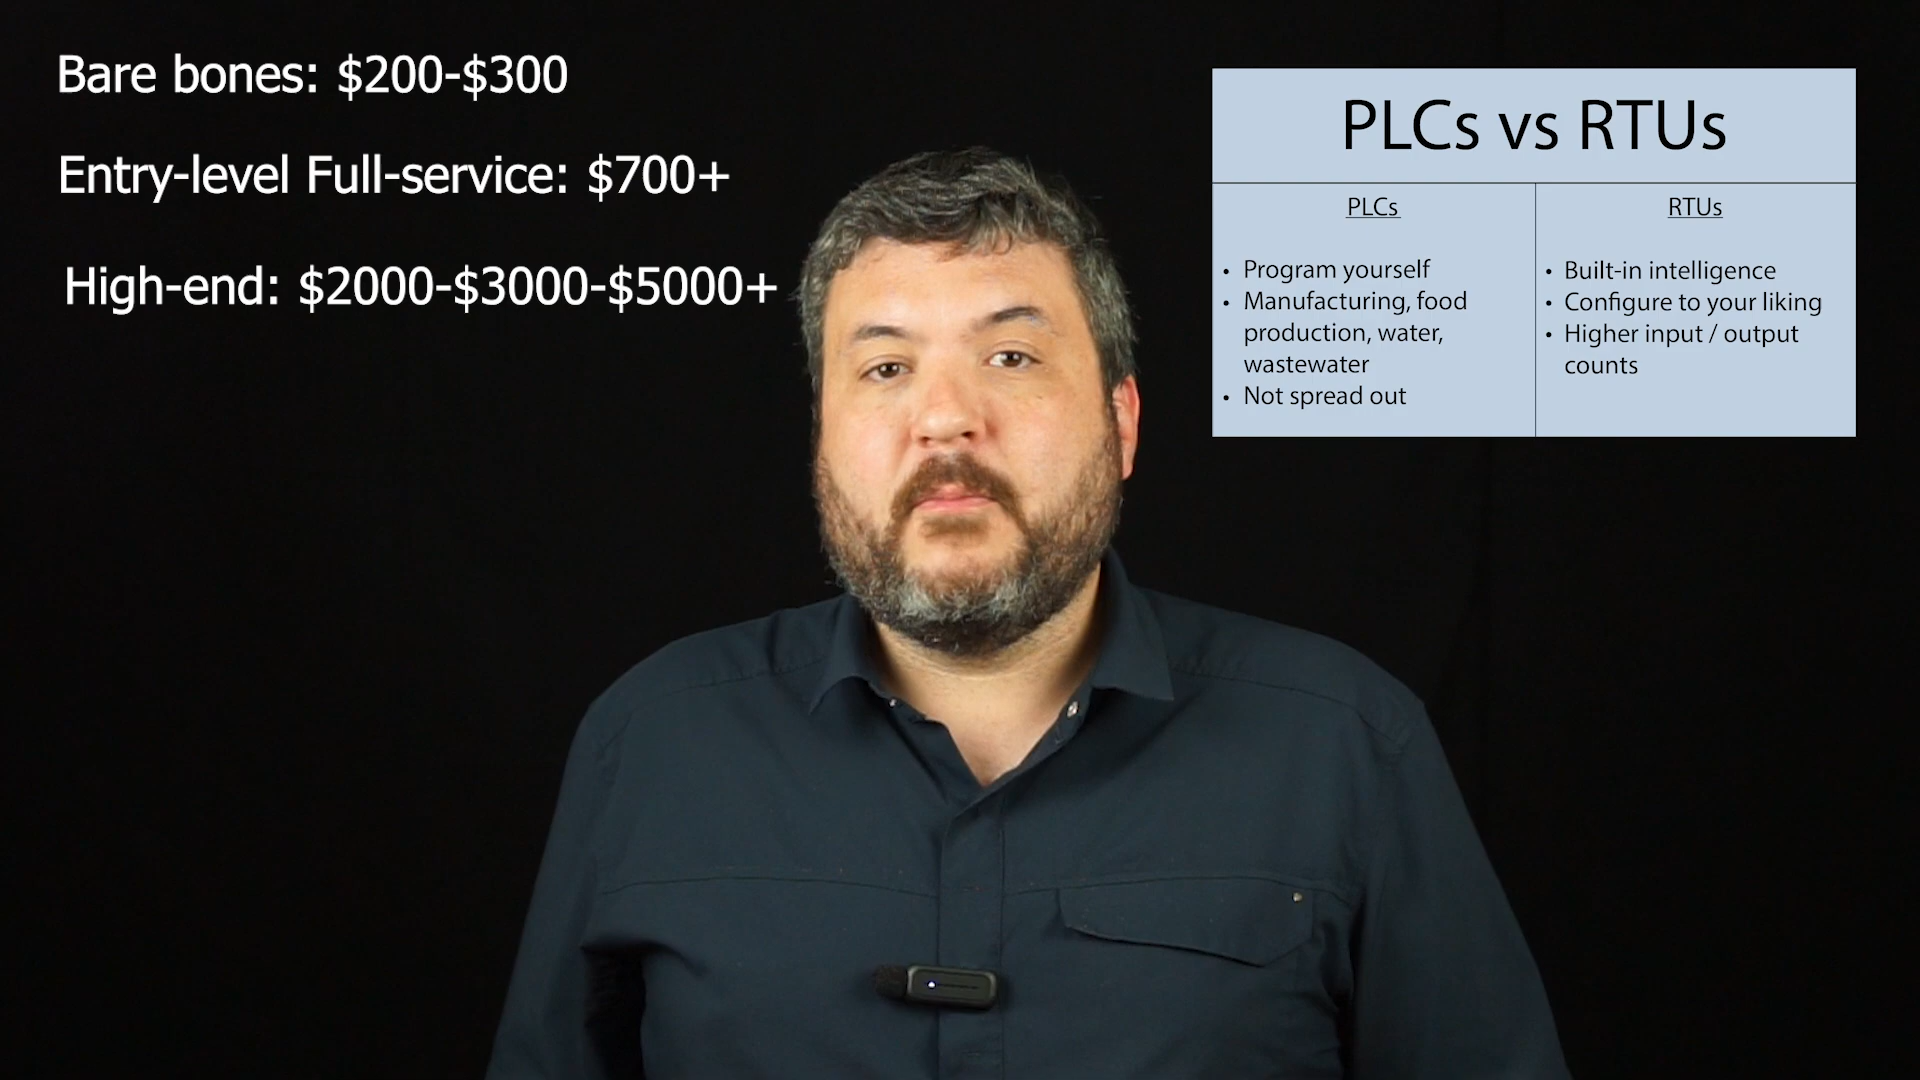 Bare bones: $200-$300
Entry-level Full-service: $700+
High-end: $2000-$3000-$5000+
PLCs vs RTUs
PLCs
• Program yourself
• Manufacturing, food
production, water,
wastewater
• Not spread out
RTUs
• Built-in intelligence
• Configure to your liking
• Higher input / output
counts